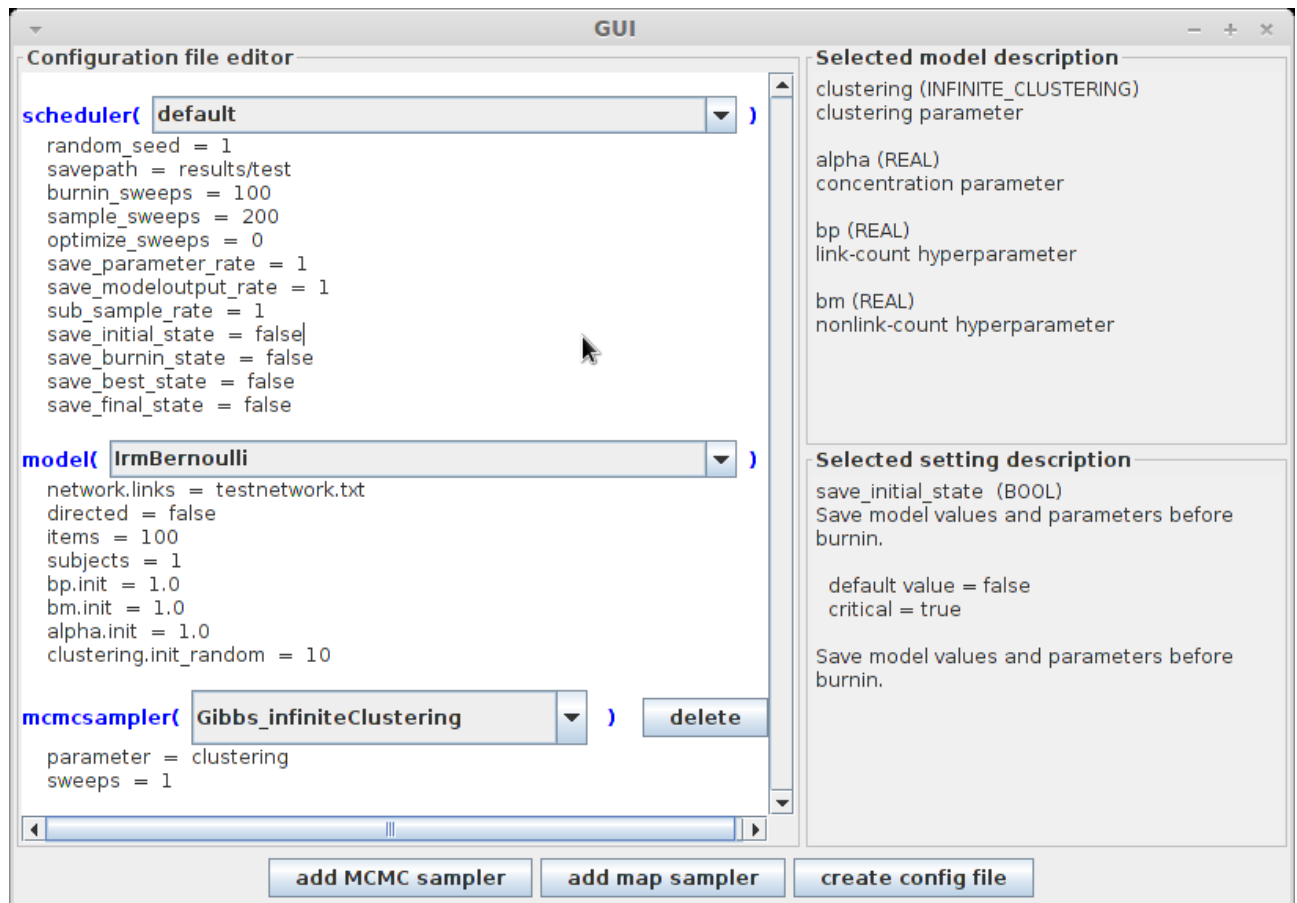 GUI
Configuration file editor
scheduler( default )
random_seed = 1
savepath = results/test
burnin_sweeps = 100
sample_sweeps = 200
optimize_sweeps = 0
save_parameter_rate = 1
save_modeloutput_rate = 1
sub_sample_rate = 1
save_initial_state = false
save_burnin_state = false
save_best_state = false
save_final_state = false
model( IrmBernoulli )
network.links = testnetwork.txt
directed = false
items = 100
subjects = 1
bp.init = 1.0
bm.init = 1.0
alpha.init = 1.0
clustering.init_random = 10
mcmcsampler( Gibbs_infiniteClustering ) delete
parameter = clustering
sweeps = 1
Selected model description
clustering (INFINITE_CLUSTERING)
clustering parameter
alpha (REAL)
concentration parameter
bp (REAL)
link-count hyperparameter
bm (REAL)
nonlink-count hyperparameter
Selected setting description
save_initial_state (BOOL)
Save model values and parameters before
burnin.
default value = false
critical = true
Save model values and parameters before
burnin.
add MCMC sampler add map sampler create config file